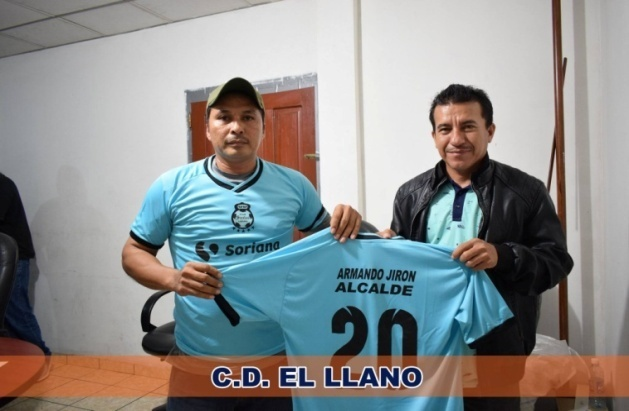 Soriana
ARMANDO JIRON
ALCALDE
20
C.D. EL LLANO